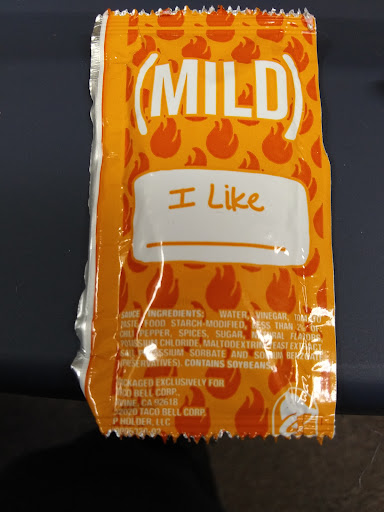 (MILD)
I Like
SAUCE INGREDIENTS: WATER, VINEGAR, TOMATO
PASTE, FOOD STARCH-MODIFIED, LESS THAN 2% OF
CHILI PEPPER, SPICES, SUGAR, NATURAL FLAVORS,
POTASSIUM CHLORIDE, MALTODEXTRIN, YEAST EXTRACT,
SALT, POTASSIUM SORBATE AND SODIUM BENZOATE
(PRESERVATIVES). CONTAINS SOYBEANS.
PACKAGED EXCLUSIVELY FOR
TACO BELL CORP.
IRVINE, CA 92618
©2020 TACO BELL CORP.
IP HOLDER, LLC